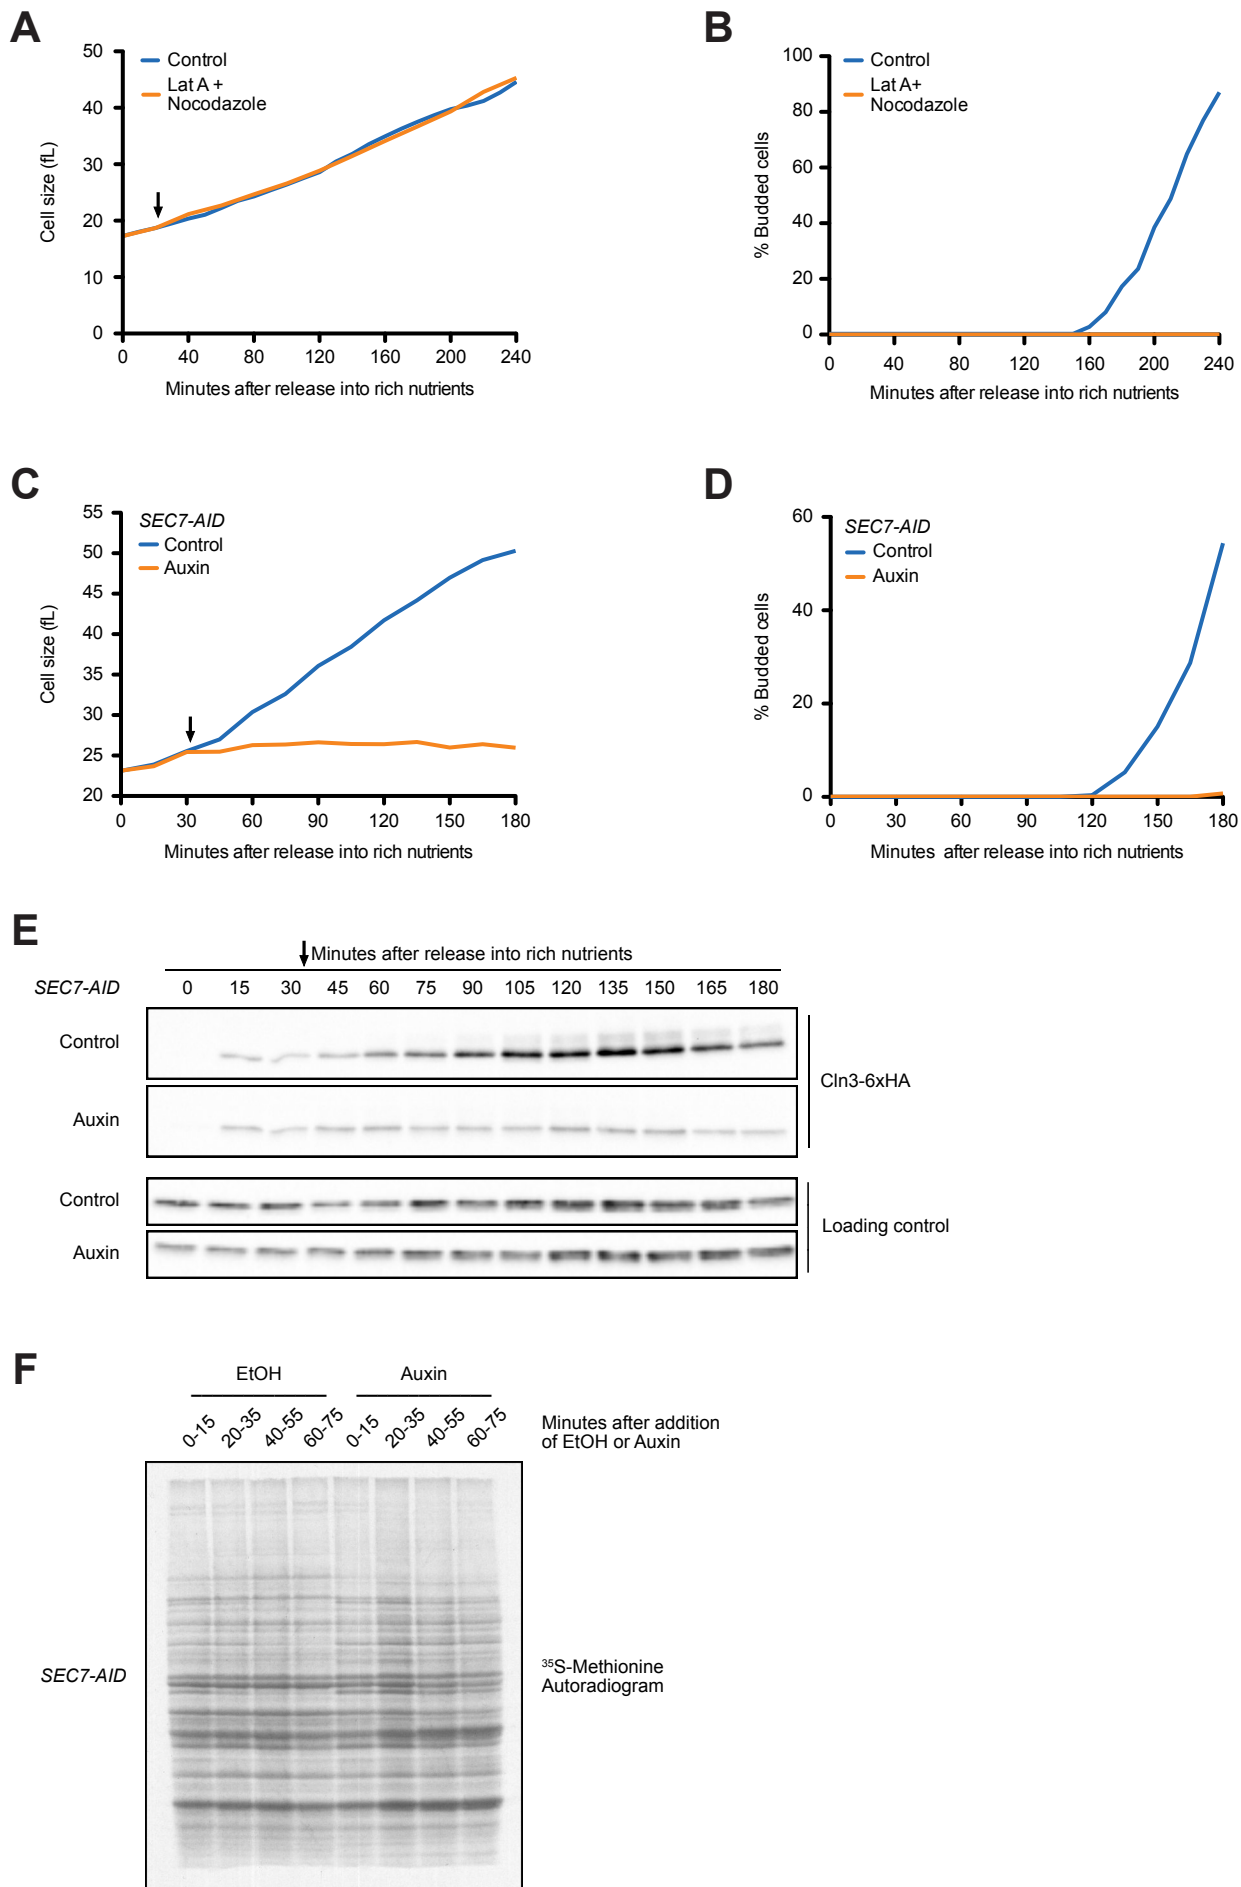 A
50
40
30
20
10
0
Cell size (fL)
Control
Lat A +
Nocodazole
0 40 80 120 160 200 240
Minutes after release into rich nutrients
B
100
80
60
40
20
0
% Budded cells
Control
Lat A+
Nocodazole
0 40 80 120 160 200 240
Minutes after release into rich nutrients
C
55
50
45
40
35
30
25
20
Cell size (fL)
SEC7-AID
Control
Auxin
0 30 60 90 120 150 180
Minutes after release into rich nutrients
D
60
40
20
0
% Budded cells
SEC7-AID
Control
Auxin
0 30 60 90 120 150 180
Minutes after release into rich nutrients
E
Minutes after release into rich nutrients
SEC7-AID 0 15 30 45 60 75 90 105 120 135 150 165 180
Control
Auxin
Cln3-6xHA
Control
Auxin
Loading control
F
EtOH Auxin
0-15 20-35 40-55 60-75 0-15 20-35 40-55 60-75
Minutes after addition
of EtOH or Auxin
SEC7-AID
35S-Methionine
Autoradiogram